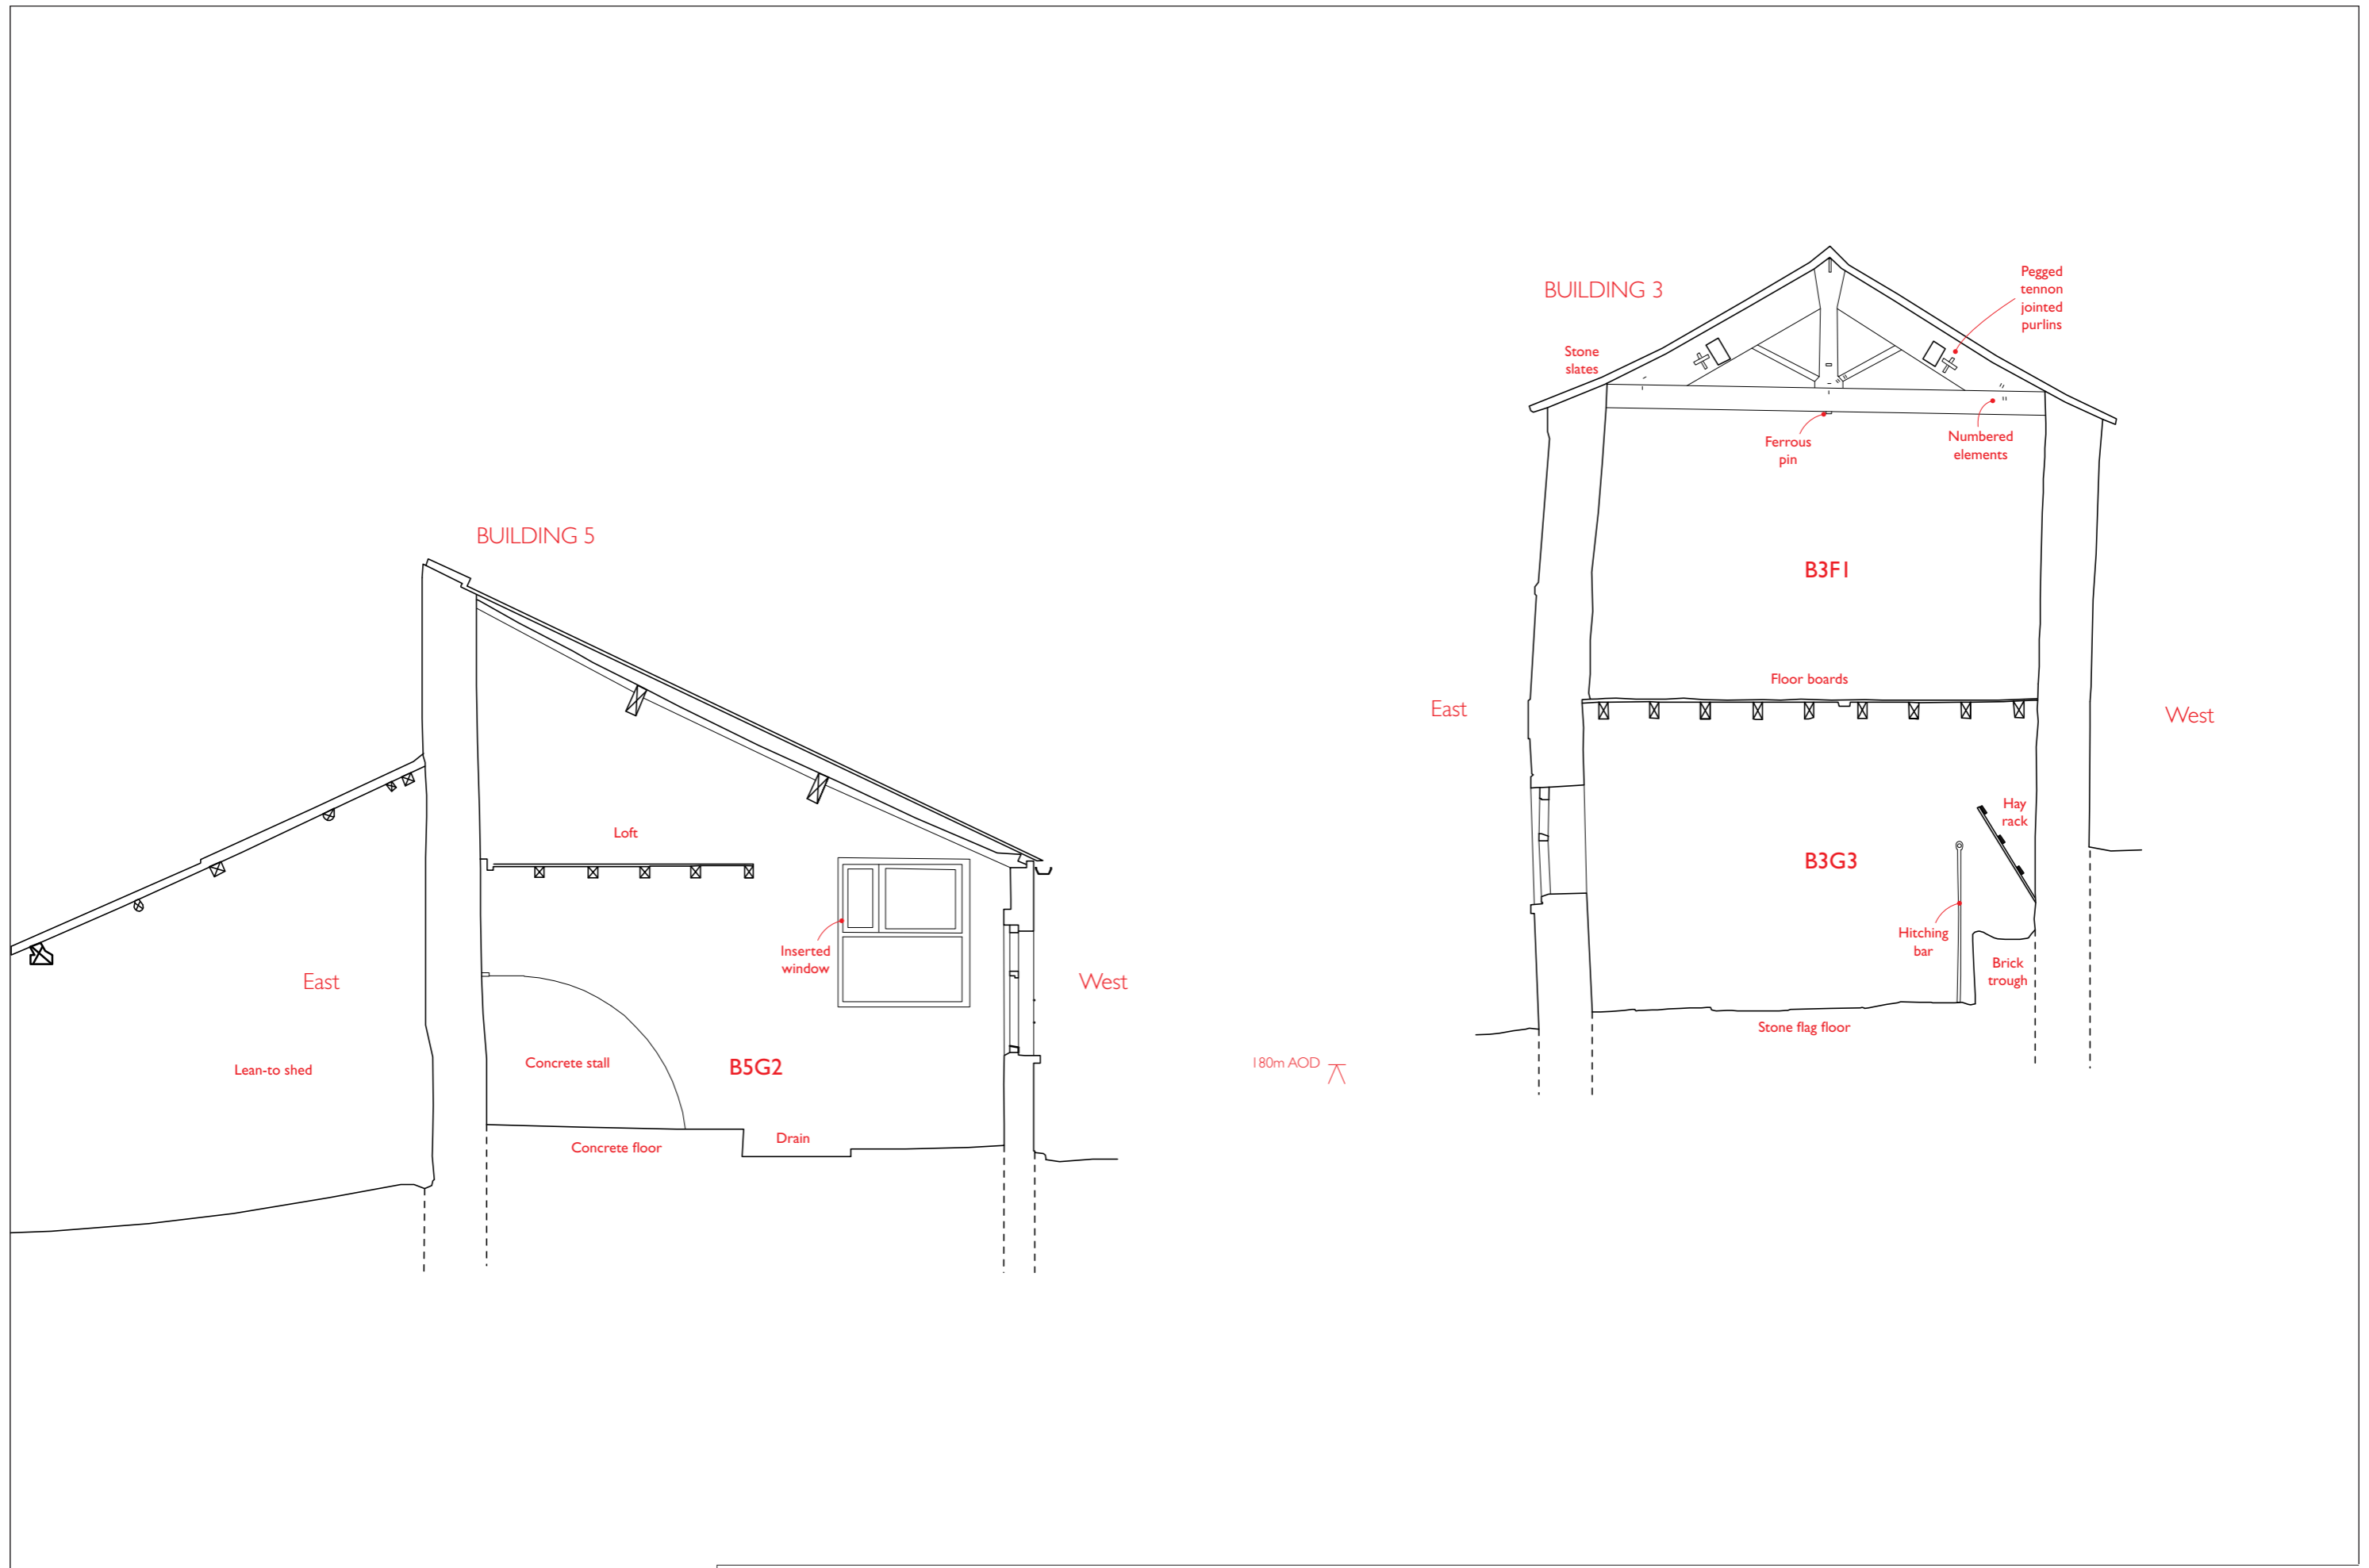 BUILDING 3
Pegged
tennon
jointed
purlins
Stone
slates
Ferrous
pin
Numbered
elements
BUILDING 5
B3F1
Floor boards
East
West
Loft
Hay
rack
B3G3
Inserted
window
Hitching
bar
Brick
trough
East
West
Stone flag floor
Concrete stall
B5G2
180m AOD
Lean-to shed
Drain
Concrete floor